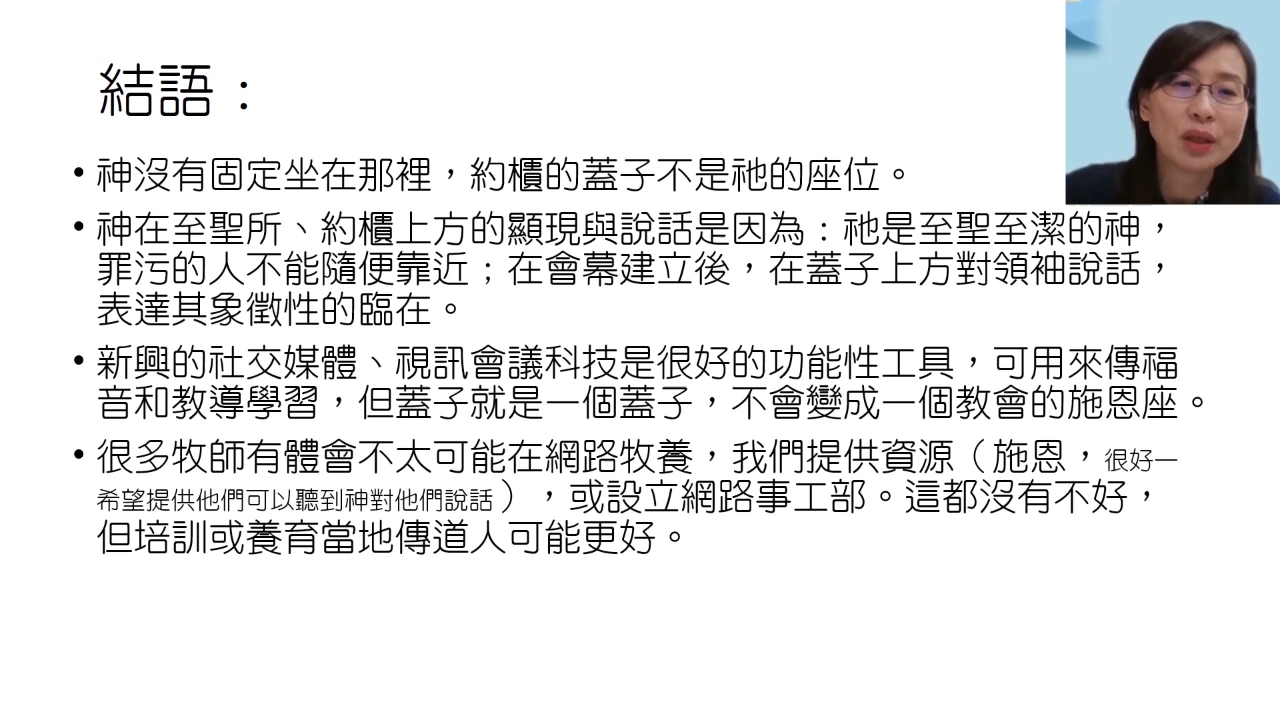 結語：
• 神沒有固定坐在那裡，約櫃的蓋子不是祂的座位。
• 神在至聖所、約櫃上方的顯現與說話是因為：祂是至聖至潔的神，
罪污的人不能隨便靠近；在會幕建立後，在蓋子上方對領袖說話，
表達其象徵性的臨在。
• 新興的社交媒體、視訊會議科技是很好的功能性工具，可用來傳福
音和教導學習，但蓋子就是一個蓋子，不會變成一個教會的施恩座。
• 很多牧師有體會不太可能在網路牧養，我們提供資源（施恩，很好—
希望提供他們可以聽到神對他們說話），或設立網路事工部。這都沒有不好，
但培訓或養育當地傳道人可能更好。